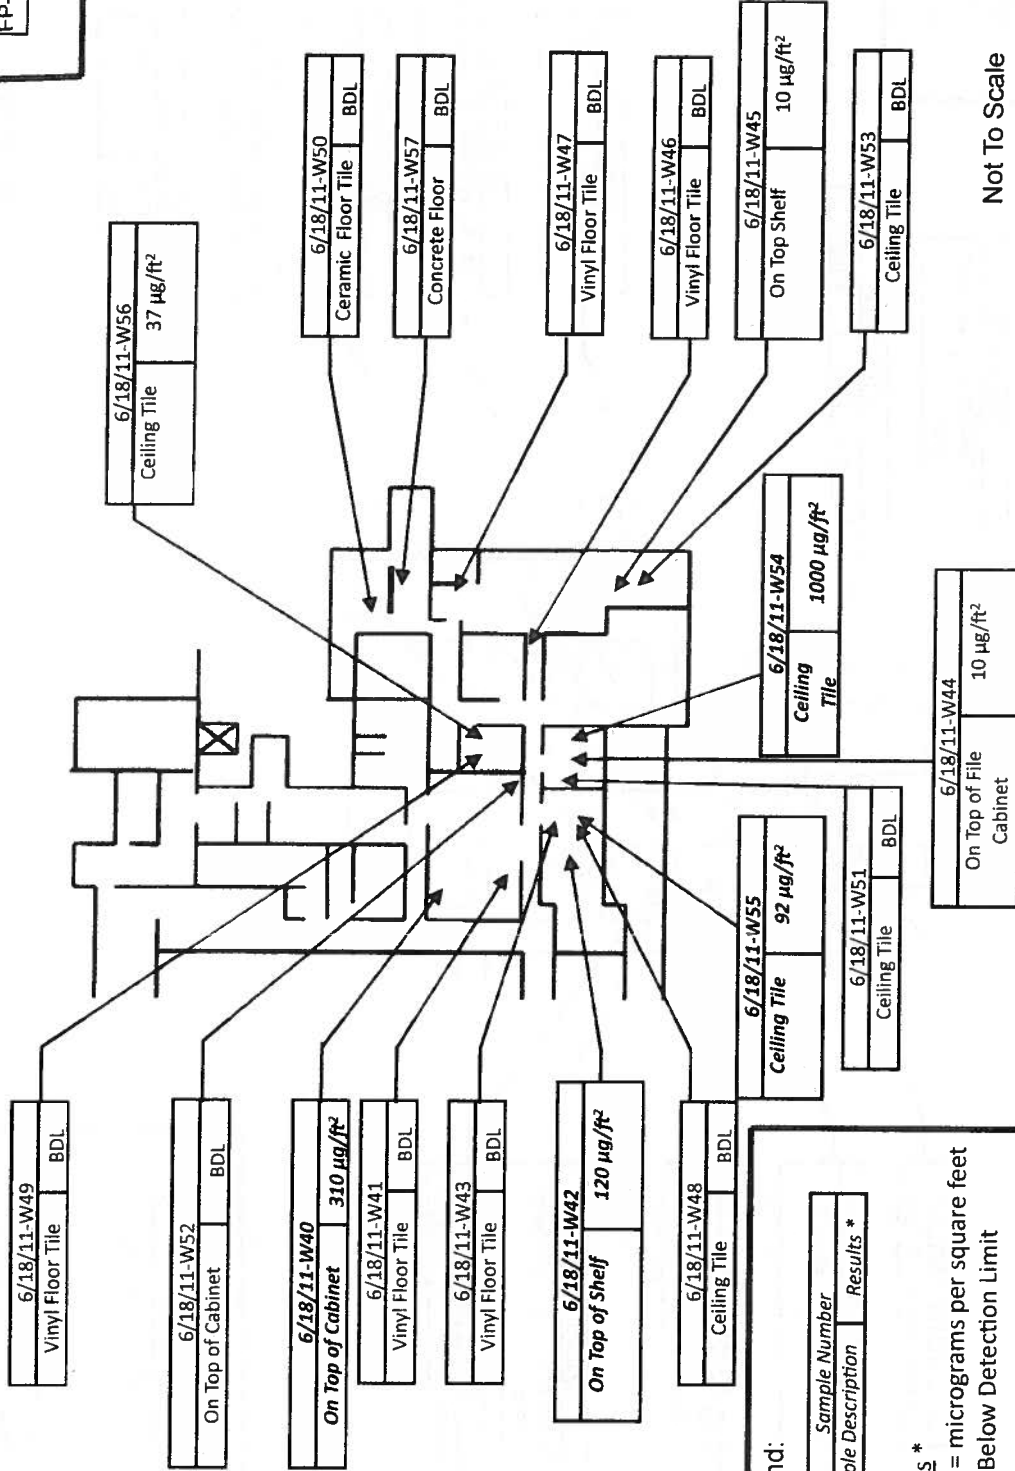 FP-
6/18/11-W56
Ceiling Tile 37 µg/ft²
6/18/11-W50
Ceramic Floor Tile BDL
6/18/11-W57
Concrete Floor BDL
6/18/11-W47
Vinyl Floor Tile BDL
6/18/11-W46
Vinyl Floor Tile BDL
6/18/11-W45
On Top Shelf 10 µg/ft²
6/18/11-W53
Ceiling Tile BDL
Not To Scale
6/18/11-W49
Vinyl Floor Tile BDL
6/18/11-W52
On Top of Cabinet BDL
6/18/11-W40
On Top of Cabinet 310 µg/ft²
6/18/11-W41
Vinyl Floor Tile BDL
6/18/11-W43
Vinyl Floor Tile BDL
6/18/11-W42
On Top of Shelf 120 µg/ft²
6/18/11-W48
Ceiling Tile BDL
6/18/11-W55
Ceiling Tile 92 µg/ft²
6/18/11-W54
Ceiling
Tile 1000 µg/ft²
6/18/11-W51
Ceiling Tile BDL
6/18/11-W44
On Top of File
Cabinet 10 µg/ft²
nd:
Sample Number
ple Description Results *
s *
= micrograms per square feet
Below Detection Limit